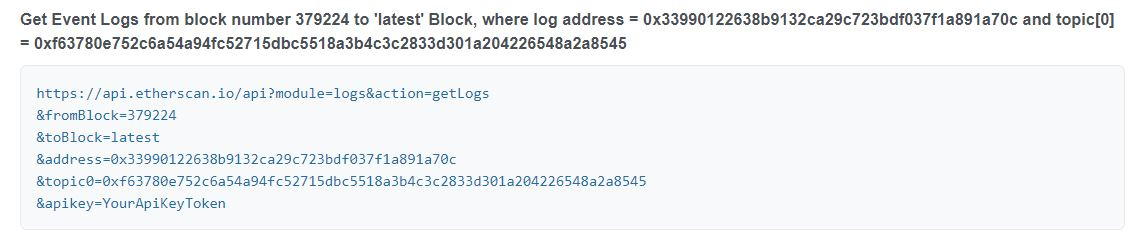 Get Event Logs from block number 379224 to 'latest' Block, where log address = 0x33990122638b9132ca29c723bdf037f1a891a70c and topic[0]
= 0xf63780e752c6a54a94fc52715dbc5518a3b4c3c2833d301a204226548a2a8545
https://api.etherscan.io/api?module=logs&action=getLogs
&fromBlock=379224
&toBlock=latest
&address=0x33990122638b9132ca29c723bdf037f1a891a70c
&topic0=0xf63780e752c6a54a94fc52715dbc5518a3b4c3c2833d301a204226548a2a8545
&apikey=YourApiKeyToken